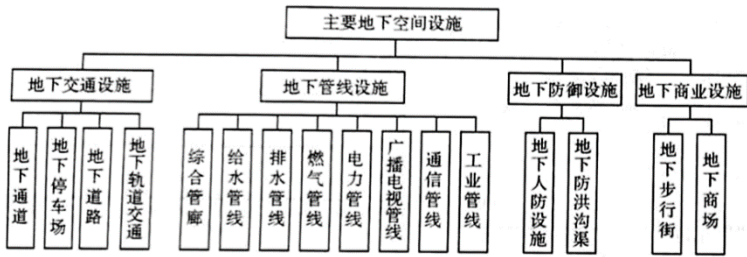 主要地下空间设施
地下交通设施
地下管线设施
地下防御设施
地下商业设施
地下通道
地下停车场
地下道路
地下轨道交通
综合管廊
给水管线
排水管线
燃气管线
电力管线
广播电视管线
通信管线
工业管线
地下人防设施
地下防洪沟渠
地下步行街
地下商场